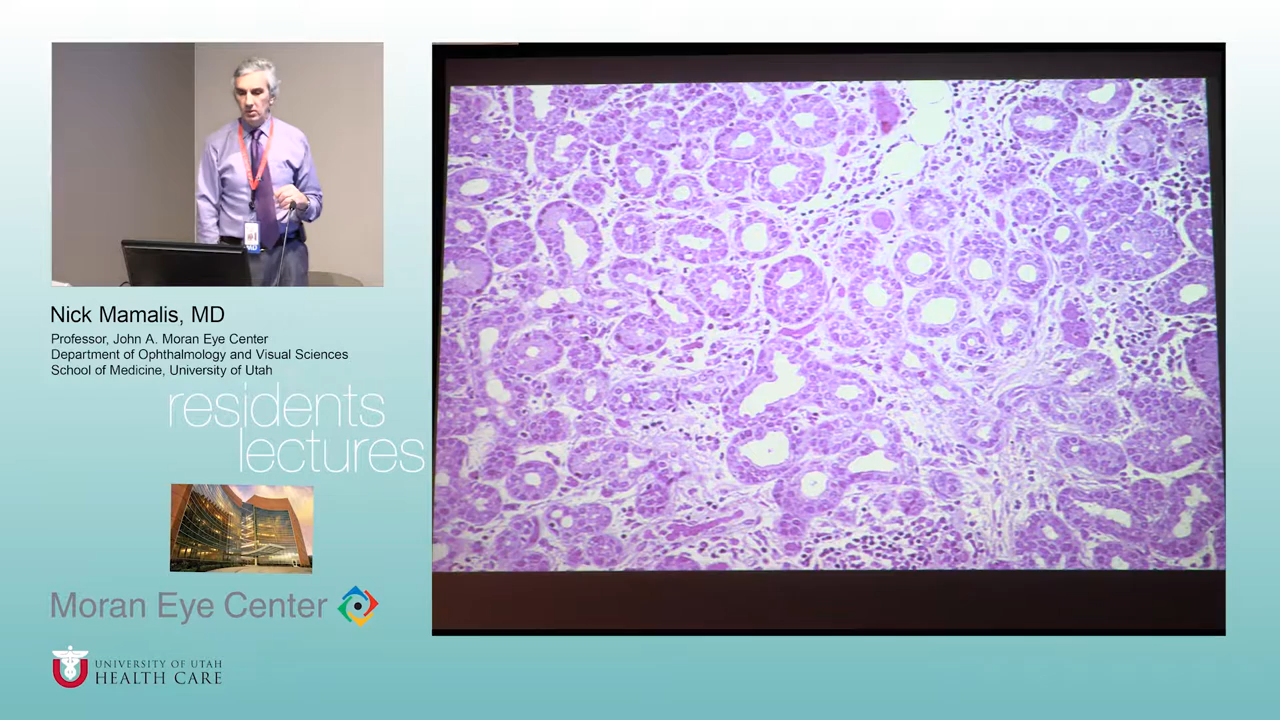 Nick Mamalis, MD
Professor, John A. Moran Eye Center
Department of Ophthalmology and Visual Sciences
School of Medicine, University of Utah
residents
lectures
Moran Eye Center
U
UNIVERSITY OF UTAH
HEALTH CARE